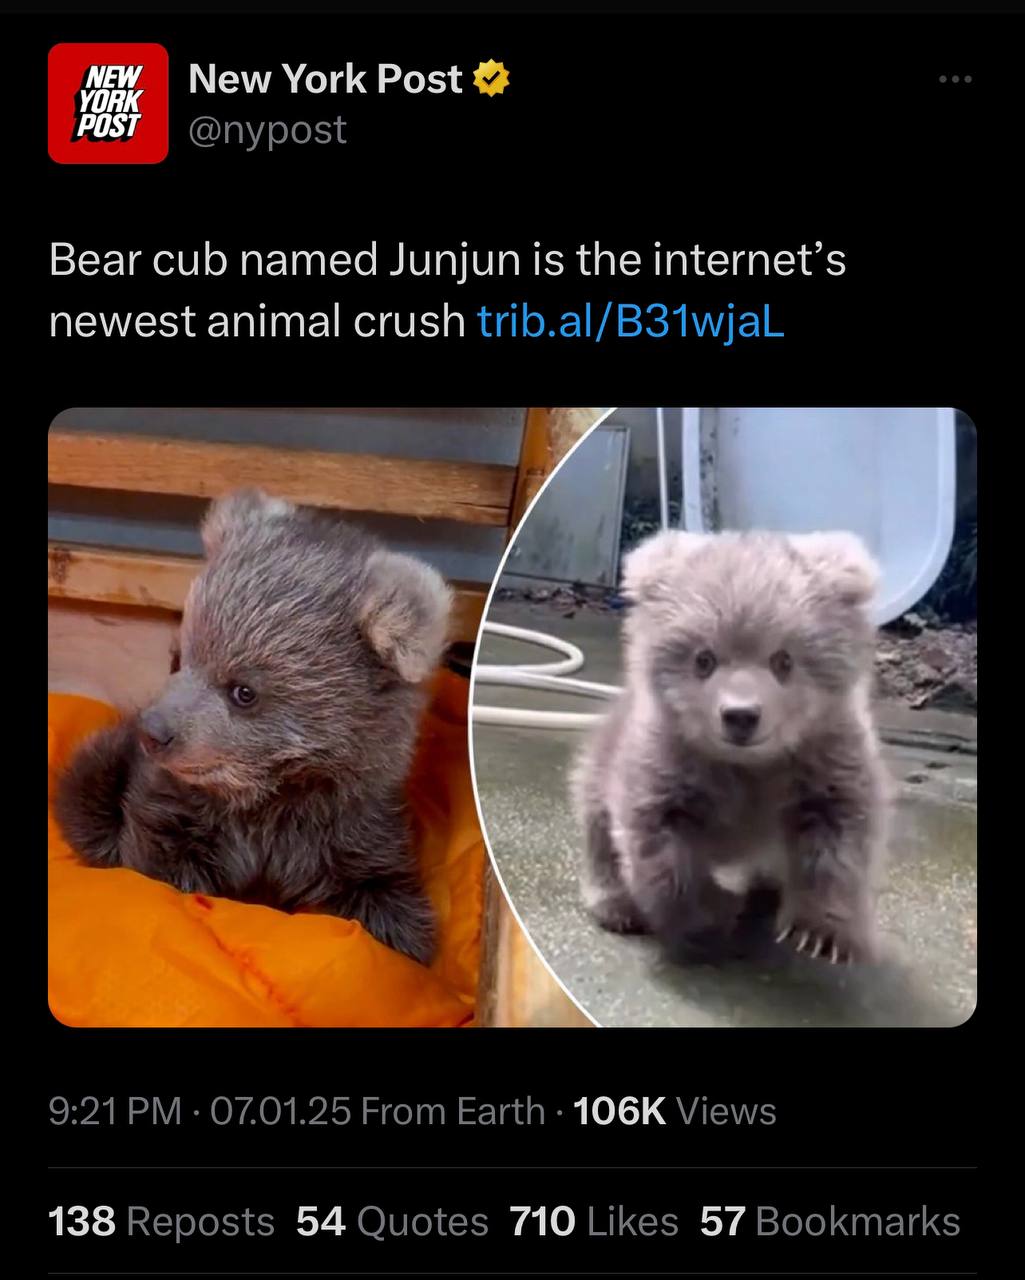 NEW
YORK
POST
New York Post
@nypost
Bear cub named Junjun is the internet’s
newest animal crush trib.al/B31wjaL
9:21 PM · 07.01.25 From Earth · 106K Views
138 Reposts 54 Quotes 710 Likes 57 Bookmarks